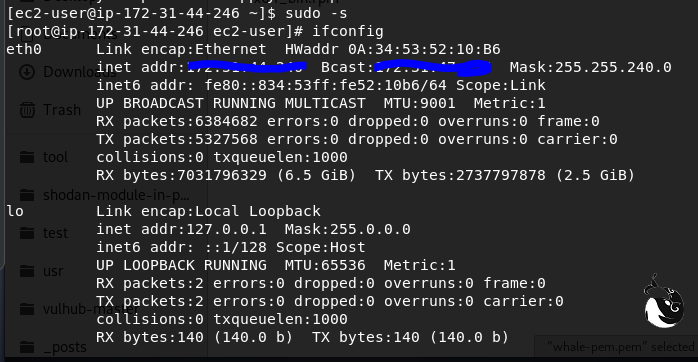 [ec2-user@ip-172-31-44-246 ~]$ sudo -s
[root@ip-172-31-44-246 ec2-user]# ifconfig
eth0 Link encap:Ethernet HWaddr 0A:34:53:52:10:B6
inet addr: Bcast: Mask:255.255.240.0
inet6 addr: fe80::834:53ff:fe52:10b6/64 Scope:Link
UP BROADCAST RUNNING MULTICAST MTU:9001 Metric:1
RX packets:6384682 errors:0 dropped:0 overruns:0 frame:0
TX packets:5327568 errors:0 dropped:0 overruns:0 carrier:0
collisions:0 txqueuelen:1000
RX bytes:7031796329 (6.5 GiB) TX bytes:2737797878 (2.5 GiB)
lo Link encap:Local Loopback
inet addr:127.0.0.1 Mask:255.0.0.0
inet6 addr: ::1/128 Scope:Host
UP LOOPBACK RUNNING MTU:65536 Metric:1
RX packets:2 errors:0 dropped:0 overruns:0 frame:0
TX packets:2 errors:0 dropped:0 overruns:0 carrier:0
collisions:0 txqueuelen:1000
RX bytes:140 (140.0 b) TX bytes:140 (140.0 b)
Downloads
Trash
tool
shodan-module-in-p...
test
usr
vulhub-master
_posts
"whale-pem.pem" selected